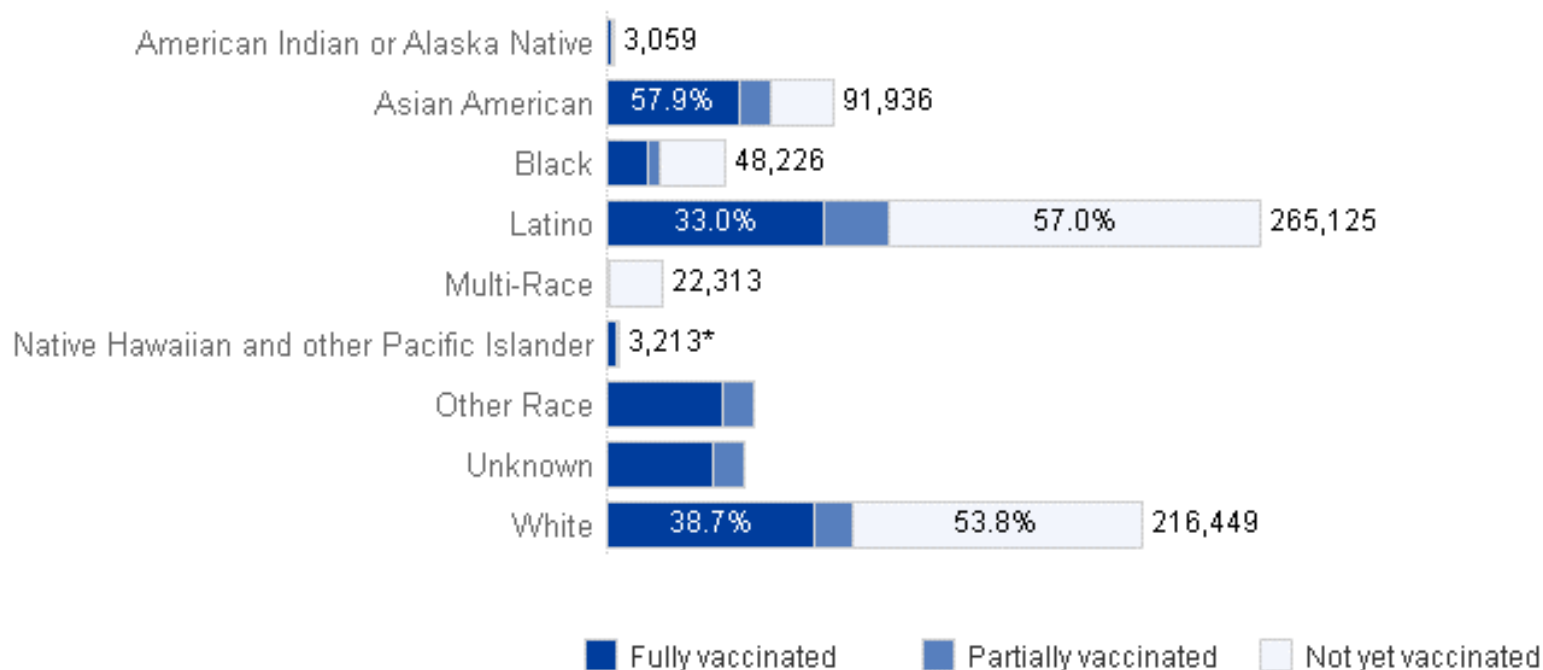 American Indian or Alaska Native 3,059
Asian American 57.9% 91,936
Black 48,226
Latino 33.0% 57.0% 265,125
Multi-Race 22,313
Native Hawaiian and other Pacific Islander 3,213*
Other Race
Unknown
White 38.7% 53.8% 216,449
Fully vaccinated Partially vaccinated Not yet vaccinated